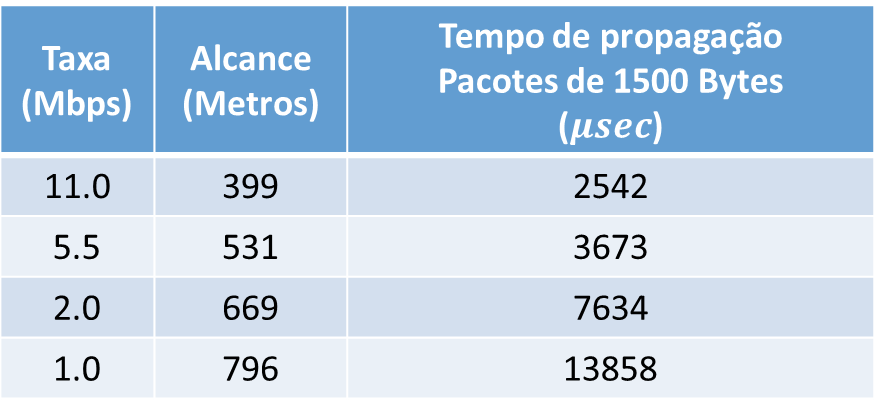 Taxa (Mbps)
Alcance (Metros)
Tempo de propagação Pacotes de 1500 Bytes (µsec)
11.0 399 2542
5.5 531 3673
2.0 669 7634
1.0 796 13858